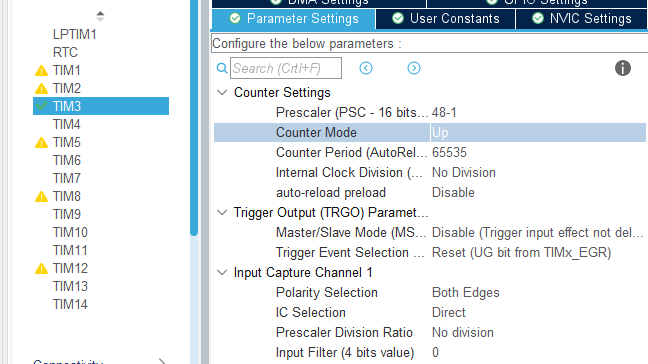 LPTIM1
RTC
TIM1
TIM2
TIM3
TIM4
TIM5
TIM6
TIM7
TIM8
TIM9
TIM10
TIM11
TIM12
TIM13
TIM14
Connectivity
DMA Settings
GPIO Settings
Parameter Settings
User Constants
NVIC Settings
Configure the below parameters :
Search (Crtl+F)
Counter Settings
Prescaler (PSC - 16 bits... 48-1
Counter Mode Up
Counter Period (AutoRel... 65535
Internal Clock Division (... No Division
auto-reload preload Disable
Trigger Output (TRGO) Paramet...
Master/Slave Mode (MS... Disable (Trigger input effect not del...
Trigger Event Selection ... Reset (UG bit from TIMx_EGR)
Input Capture Channel 1
Polarity Selection Both Edges
IC Selection Direct
Prescaler Division Ratio No division
Input Filter (4 bits value) 0